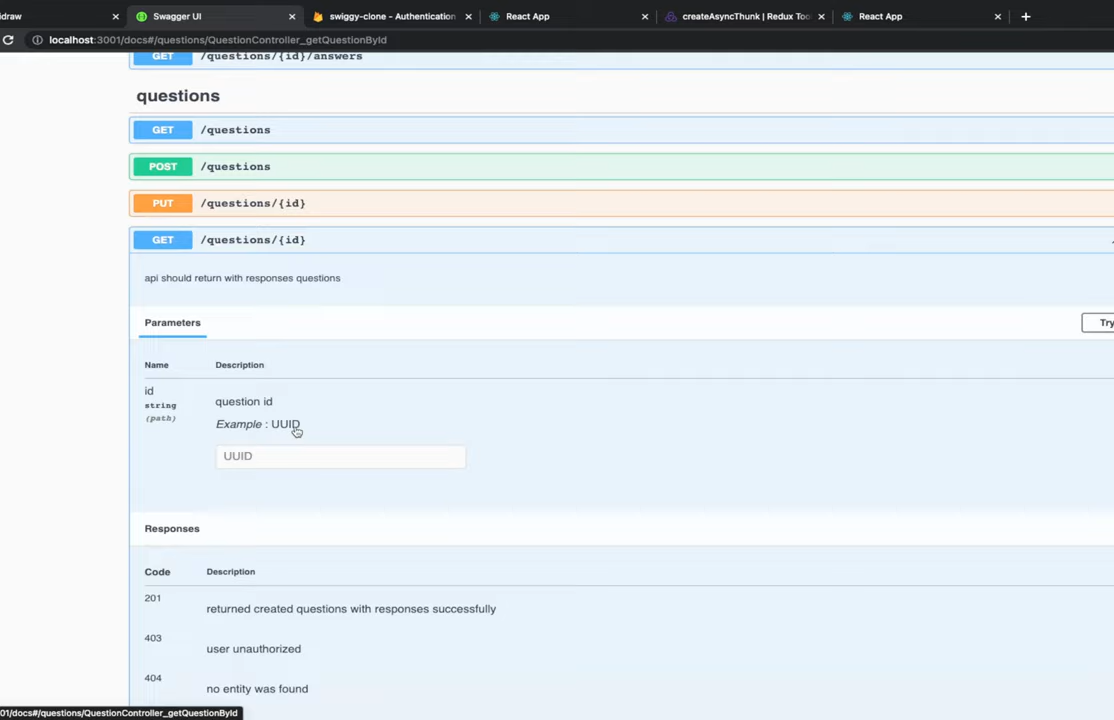 idraw
Swagger UI
swiggy-clone - Authentication
React App
createAsyncThunk | Redux Too
React App
localhost:3001/docs#/questions/QuestionController_getQuestionById
GET /questions/{id}/answers
questions
GET /questions
POST /questions
PUT /questions/{id}
GET /questions/{id}
api should return with responses questions
Parameters
Try
Name Description
id
string
(path)
question id
Example : UUID
UUID
Responses
Code Description
201 returned created questions with responses successfully
403 user unauthorized
404 no entity was found
01/docs#/questions/QuestionController_getQuestionById